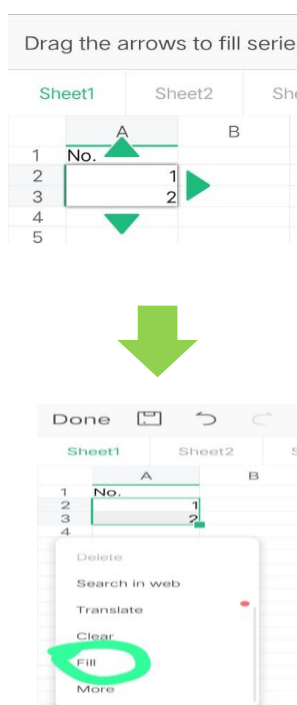 Drag the arrows to fill serie
Sheet1 Sheet2 She
A B
1 No.
2 1
3 2
4
5
Done
Sheet1 Sheet2 S
A B
1 No.
2 1
3 2
4
Delete
Search in web
Translate
Clear
Fill
More